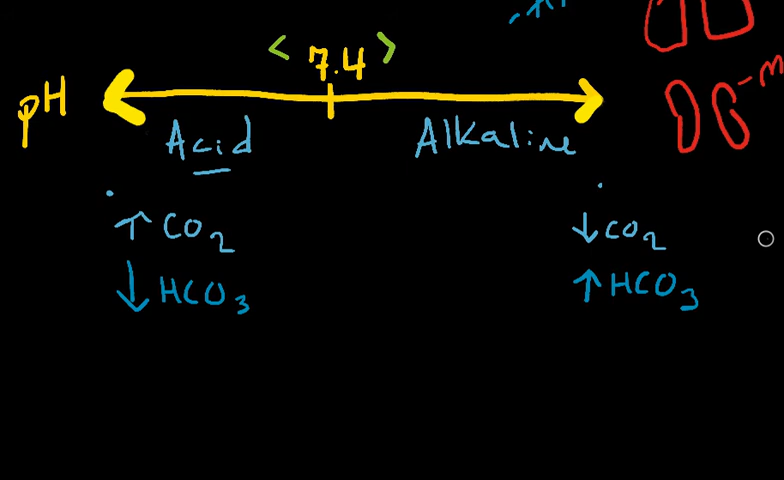 < 7.4 >
pH
Acid Alkaline
↑ CO2 ↓ CO2
↓ HCO3 ↑ HCO3